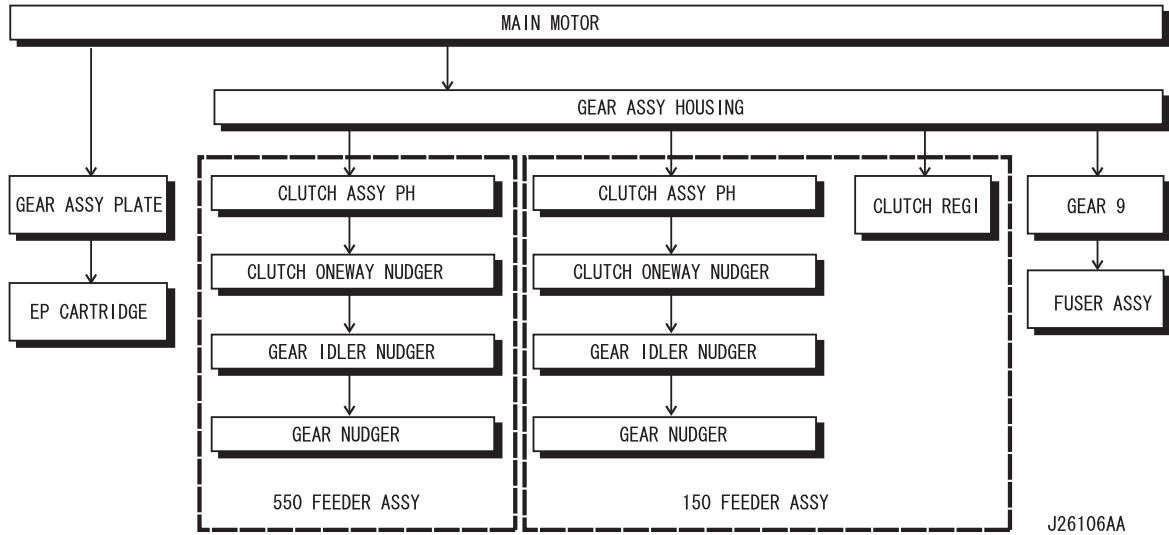 MAIN MOTOR
GEAR ASSY HOUSING
GEAR ASSY PLATE
EP CARTRIDGE
CLUTCH ASSY PH
CLUTCH ONEWAY NUDGER
GEAR IDLER NUDGER
GEAR NUDGER
550 FEEDER ASSY
CLUTCH ASSY PH
CLUTCH ONEWAY NUDGER
GEAR IDLER NUDGER
GEAR NUDGER
CLUTCH REGI
150 FEEDER ASSY
GEAR 9
FUSER ASSY
J26106AA